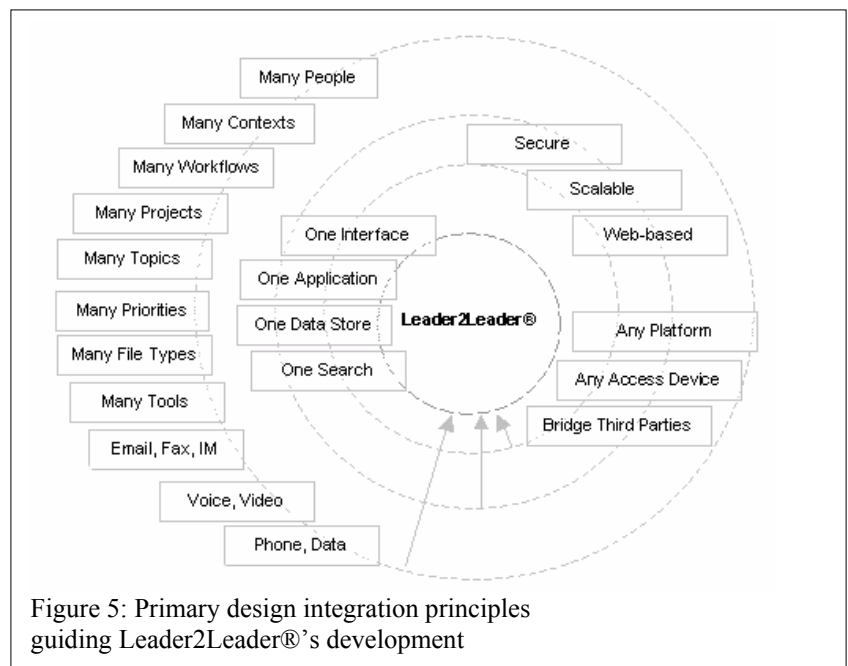 Many People
Many Contexts
Many Workflows
Many Projects
Many Topics
Many Priorities
Many File Types
Many Tools
Email, Fax, IM
Voice, Video
Phone, Data
One Interface
One Application
One Data Store
One Search
Leader2Leader®
Secure
Scalable
Web-based
Any Platform
Any Access Device
Bridge Third Parties
Figure 5: Primary design integration principles
guiding Leader2Leader®'s development